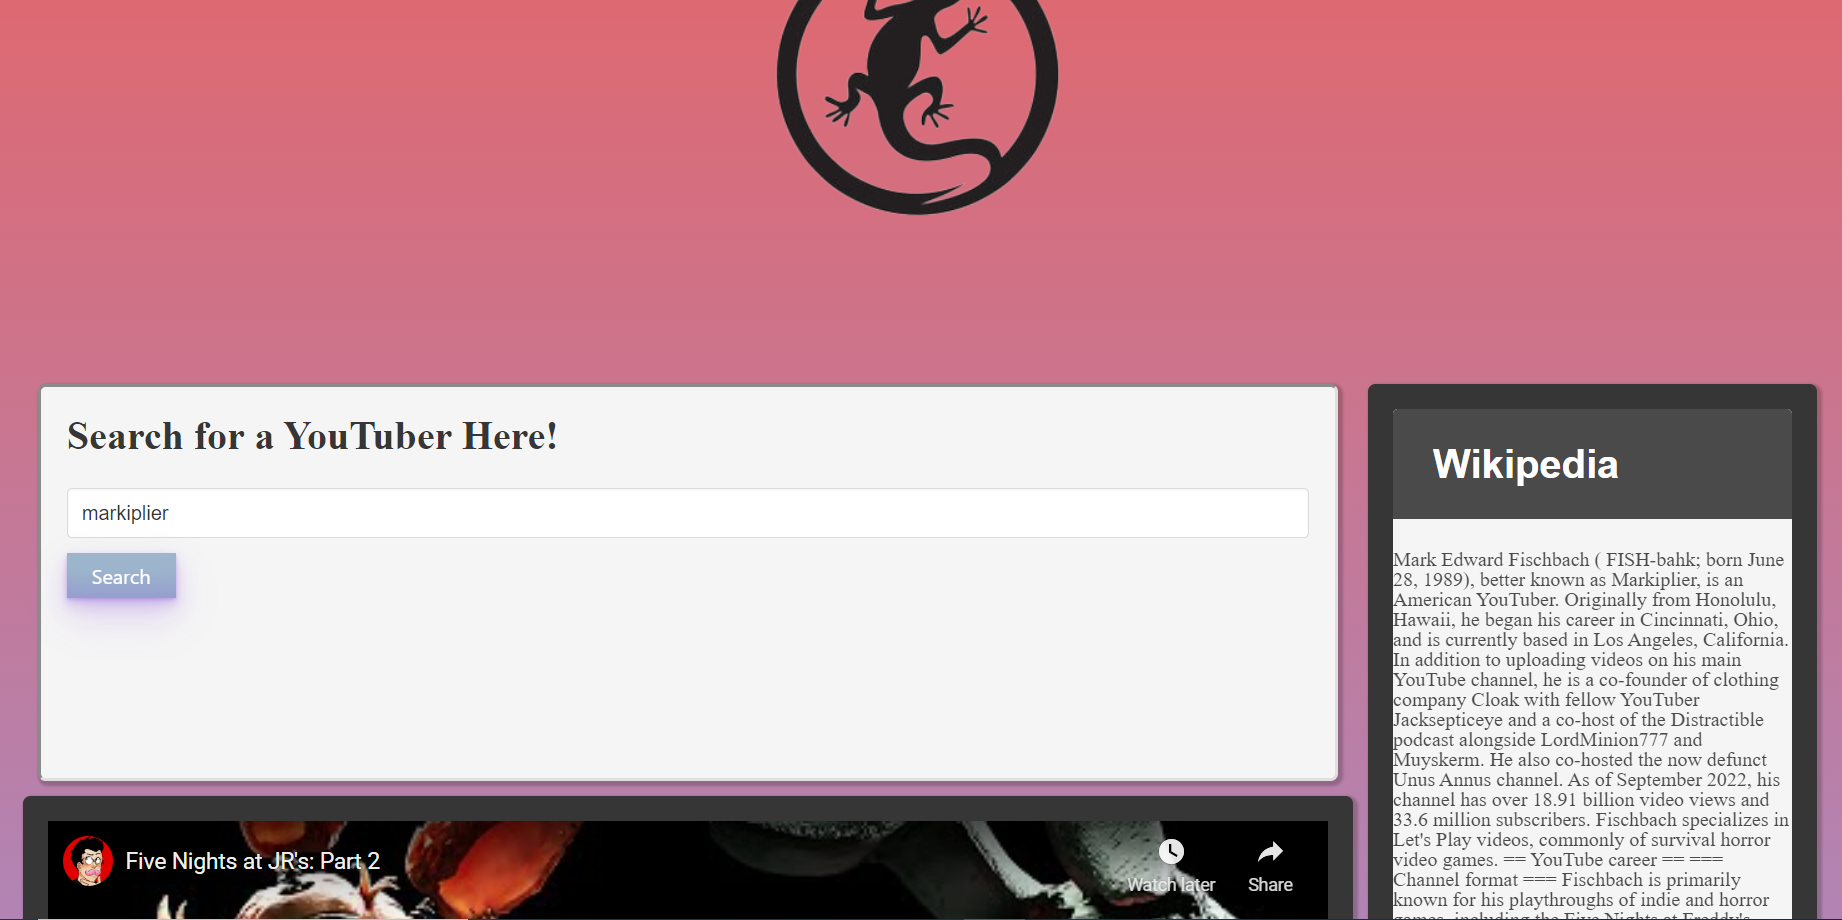 Search for a YouTuber Here!
markiplier
Search
Five Nights at JR's: Part 2
Watch later
Share
Wikipedia
Mark Edward Fischbach ( FISH-bahk; born June
28, 1989), better known as Markiplier, is an
American YouTuber. Originally from Honolulu,
Hawaii, he began his career in Cincinnati, Ohio,
and is currently based in Los Angeles, California.
In addition to uploading videos on his main
YouTube channel, he is a co-founder of clothing
company Cloak with fellow YouTuber
Jacksepticeye and a co-host of the Distractible
podcast alongside LordMinion777 and
Muyskerm. He also co-hosted the now defunct
Unus Annus channel. As of September 2022, his
channel has over 18.91 billion video views and
33.6 million subscribers. Fischbach specializes in
Let's Play videos, commonly of survival horror
video games. == YouTube career == ===
Channel format === Fischbach is primarily
known for his playthroughs of indie and horror
games, including the Five Nights at Freddy's